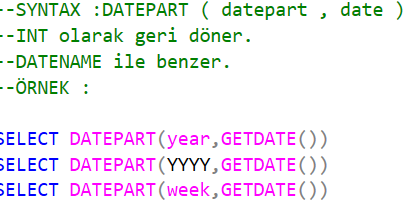 --SYNTAX :DATEPART ( datepart , date )
--INT olarak geri döner.
--DATENAME ile benzer.
--ÖRNEK :
SELECT DATEPART(year,GETDATE())
SELECT DATEPART(YYYY,GETDATE())
SELECT DATEPART(week,GETDATE())